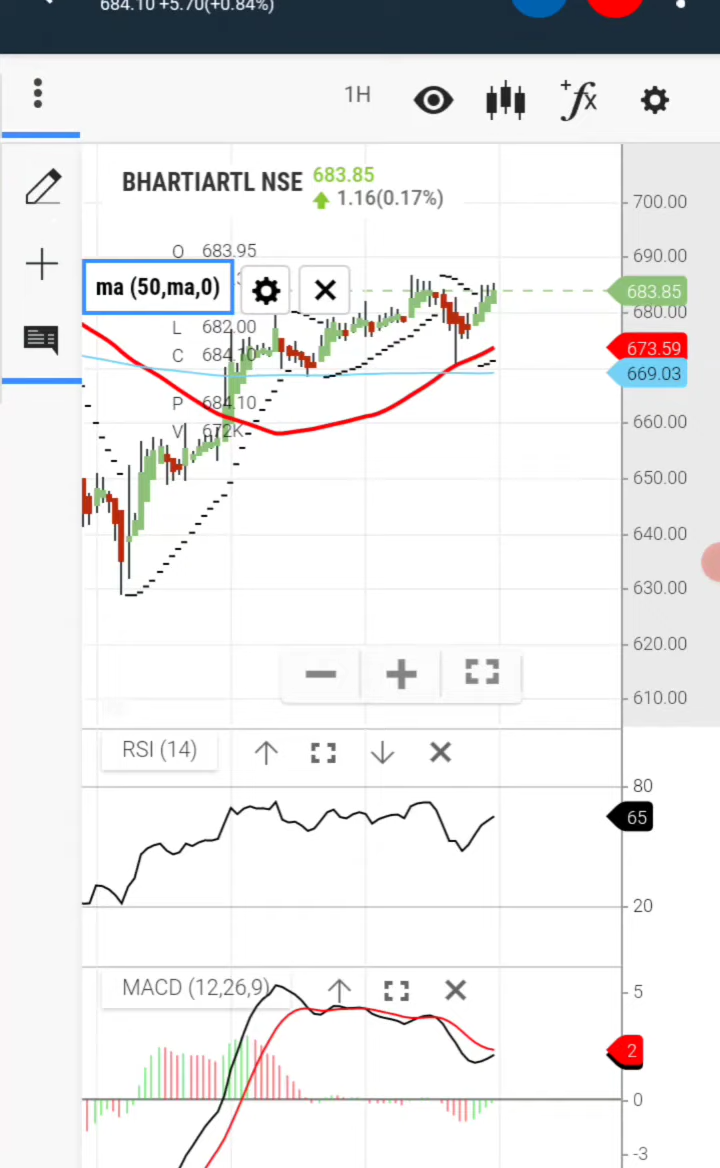 684.10 +5.70(+0.84%)
1H
+fx
BHARTIARTL NSE 683.85
1.16(0.17%)
700.00
690.00
O 683.95
ma (50,ma,0)
683.85
680.00
L 682.00
673.59
C 684.10
669.03
P 684.10
V 672K
660.00
650.00
640.00
630.00
620.00
610.00
RSI (14)
80
65
20
MACD (12,26,9)
5
2
0
-3